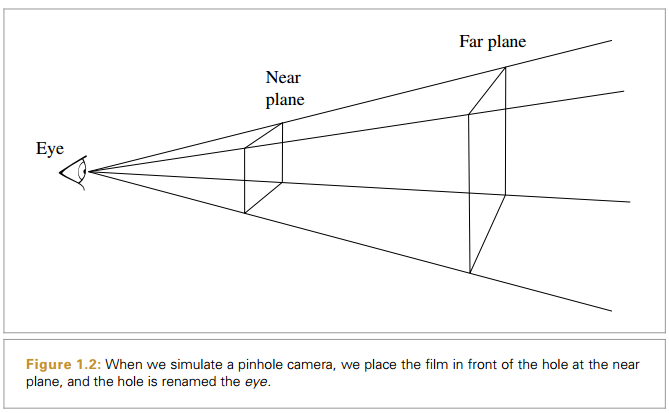 Far plane
Near
plane
Eye
Figure 1.2: When we simulate a pinhole camera, we place the film in front of the hole at the near
plane, and the hole is renamed the eye.